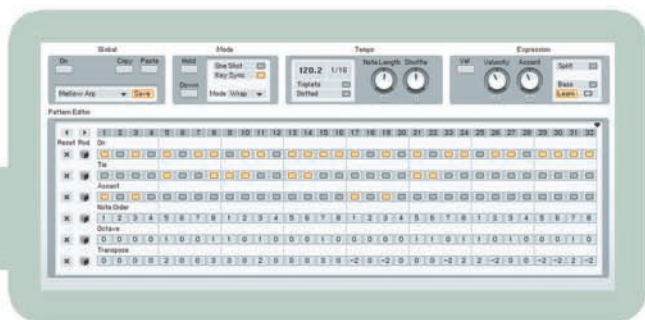 Global Mode Tempo Expression
On Copy Paste Hold One Shot Note Length Shuffle Vel Velocity Accent Split
Key Sync 120.2 1/16
Down Triplets Bass
Mellow Arp Save Mode Wrap Dotted Learn
Pattern Editor
1 2 3 4 5 6 7 8 9 10 11 12 13 14 15 16 17 18 19 20 21 22 23 24 25 26 27 28 29 30 31 32
Reset Rnd On
Tie
Accent
Note Order
1 2 3 4 5 6 7 8 1 2 3 4 5 6 7 8 1 2 3 4 5 6 7 8 1 2 3 4 5 6 7 8
Octave
Transpose